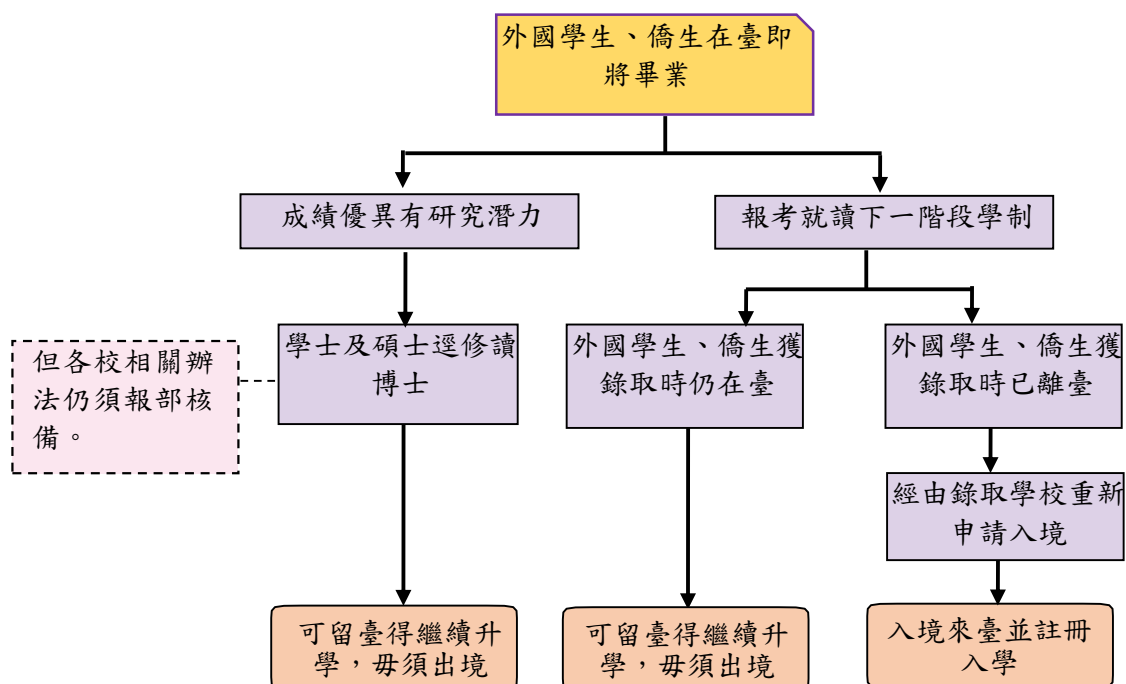 外國學生、僑生在臺即
將畢業
成績優異有研究潛力
報考就讀下一階段學制
但各校相關辦
法仍須報部核
備。
學士及碩士逕修讀
博士
外國學生、僑生獲
錄取時仍在臺
外國學生、僑生獲
錄取時已離臺
經由錄取學校重新
申請入境
可留臺得繼續升
學，毋須出境
可留臺得繼續升
學，毋須出境
入境來臺並註冊
入學